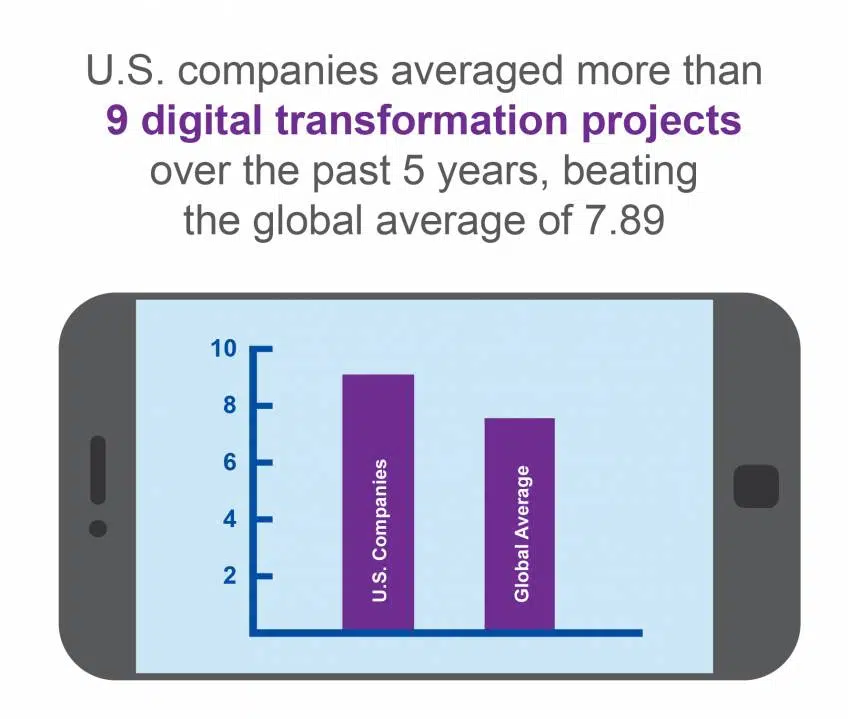 U.S. companies averaged more than
9 digital transformation projects
over the past 5 years, beating
the global average of 7.89
10
8
6
4
2
U.S. Companies
Global Average